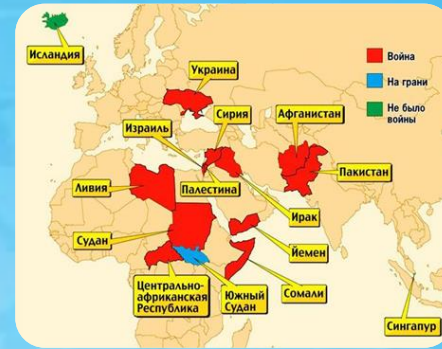 Исландия
Украина
Война
На грани
Не было
войны
Сирия
Афганистан
Израиль
Пакистан
Ливия
Палестина
Ирак
Судан
Йемен
Центрально-
африканская
Республика
Южный
Судан
Сомали
Сингапур